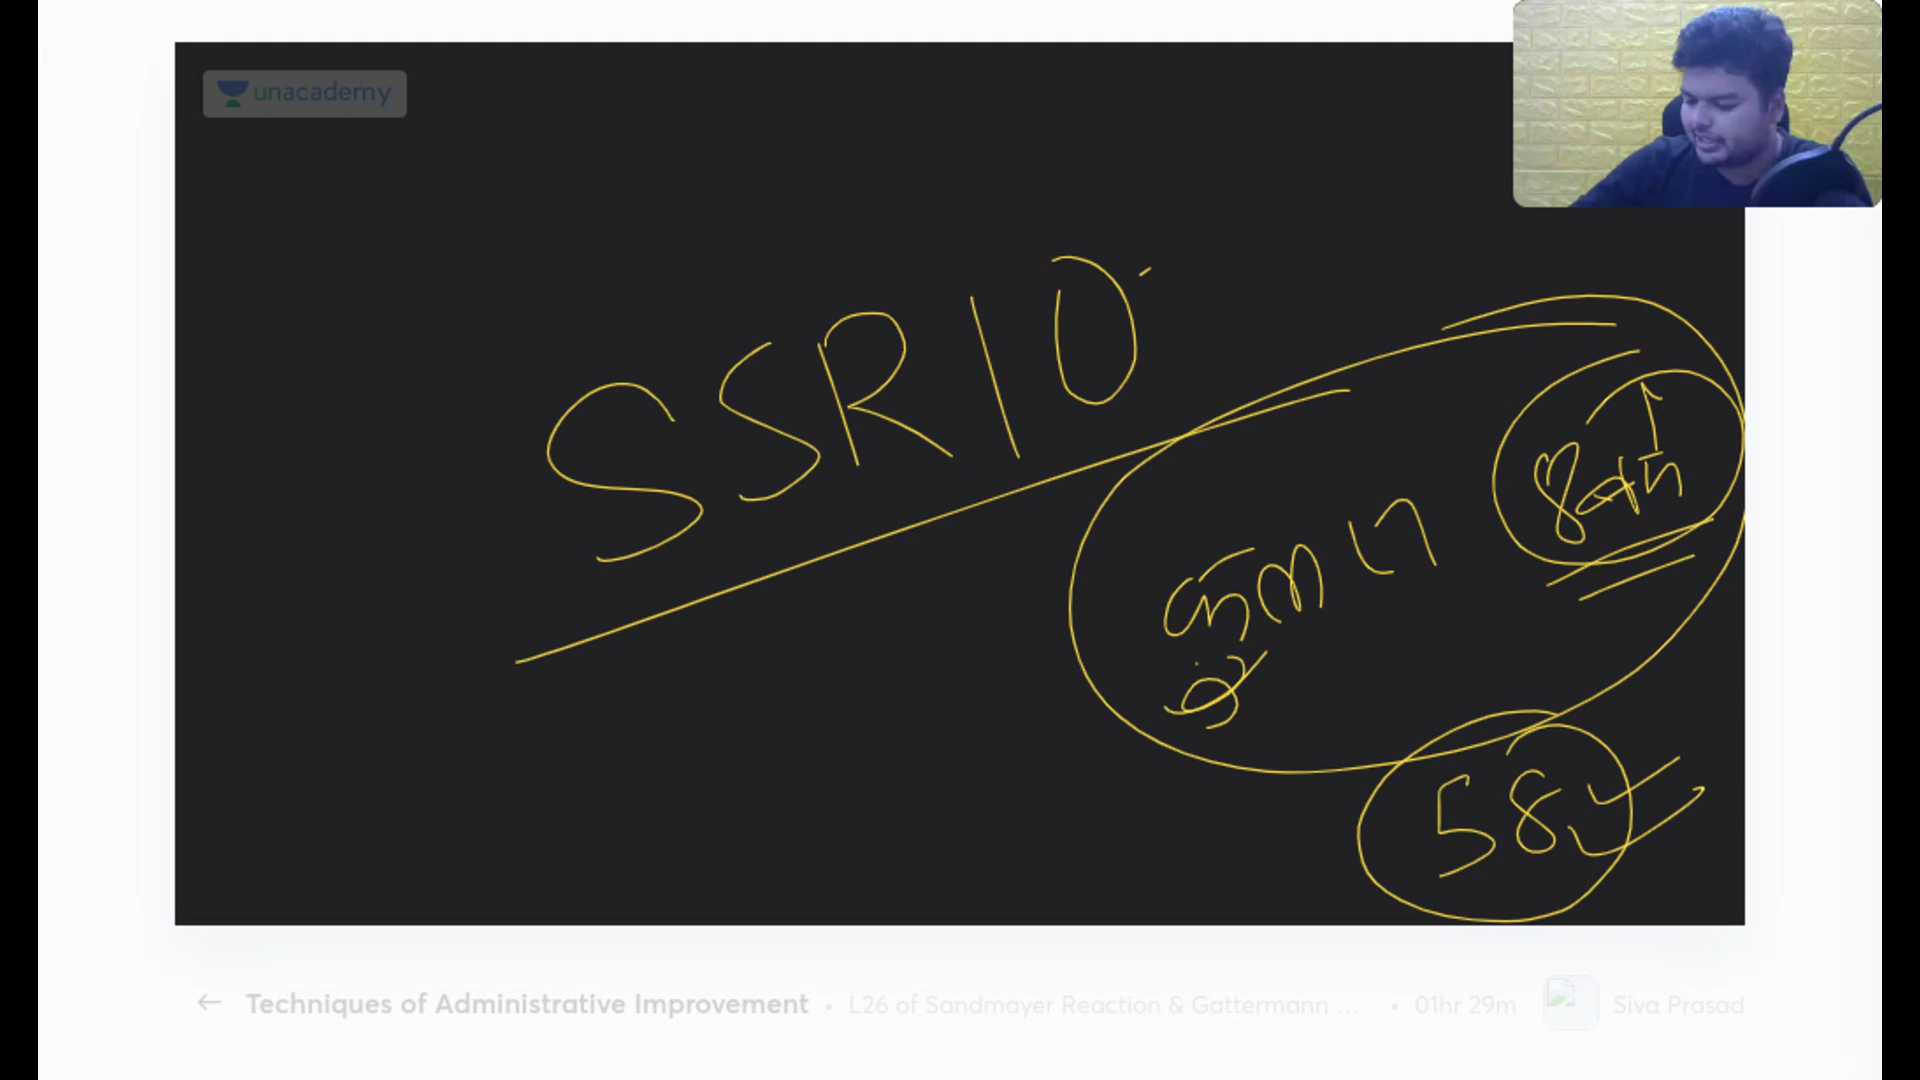 unacademy
SSR10
58
Techniques of Administrative Improvement • L26 of Sandmayer Reaction & Gattermann ... • 01hr 29m Siva Prasad